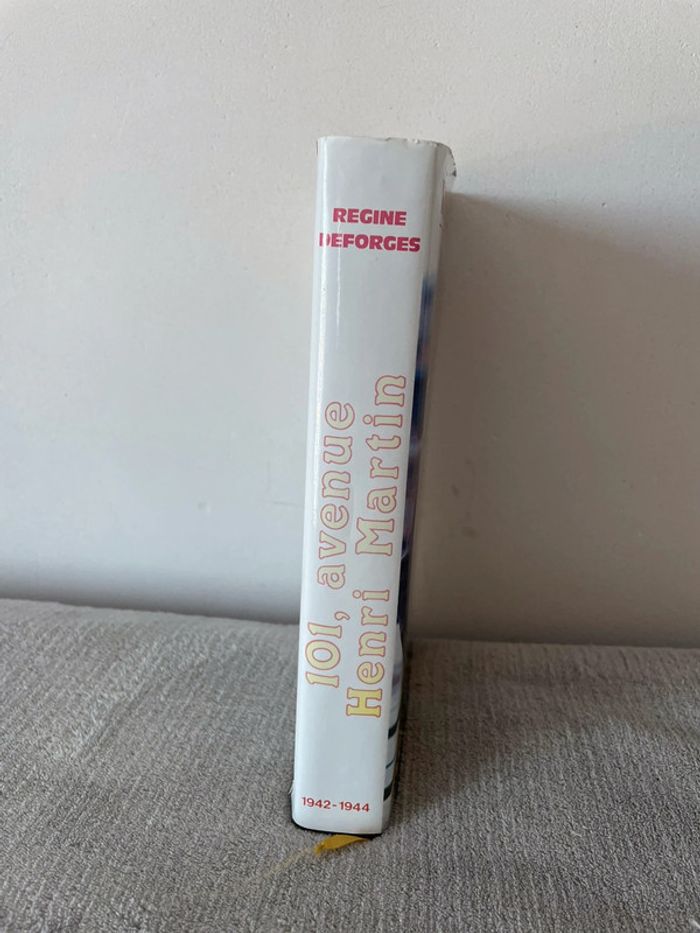 REGINE
DEFORGES
101, avenue
Henri Martin
1942-1944